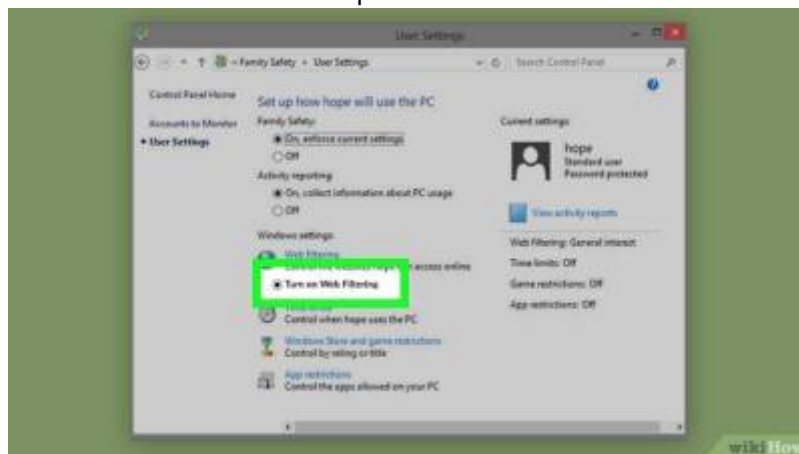 User Settings
Family Safety
User Settings
Search Control Panel
Control Panel Home
Accounts to Monitor
User Settings
Set up how hope will use the PC
Family Safety:
On, enforce current settings
Off
Activity reporting:
On, collect information about PC usage
Off
Windows settings:
Web filtering
access online
Turn on Web Filtering
Control when hope uses the PC
Windows Store and game restrictions
Control by rating or title
App restrictions
Control the apps allowed on your PC
Current settings:
hope
Standard user
Password protected
View activity reports
Web filtering: General interest
Time limits: Off
Game restrictions: Off
App restrictions: Off
wikiHow